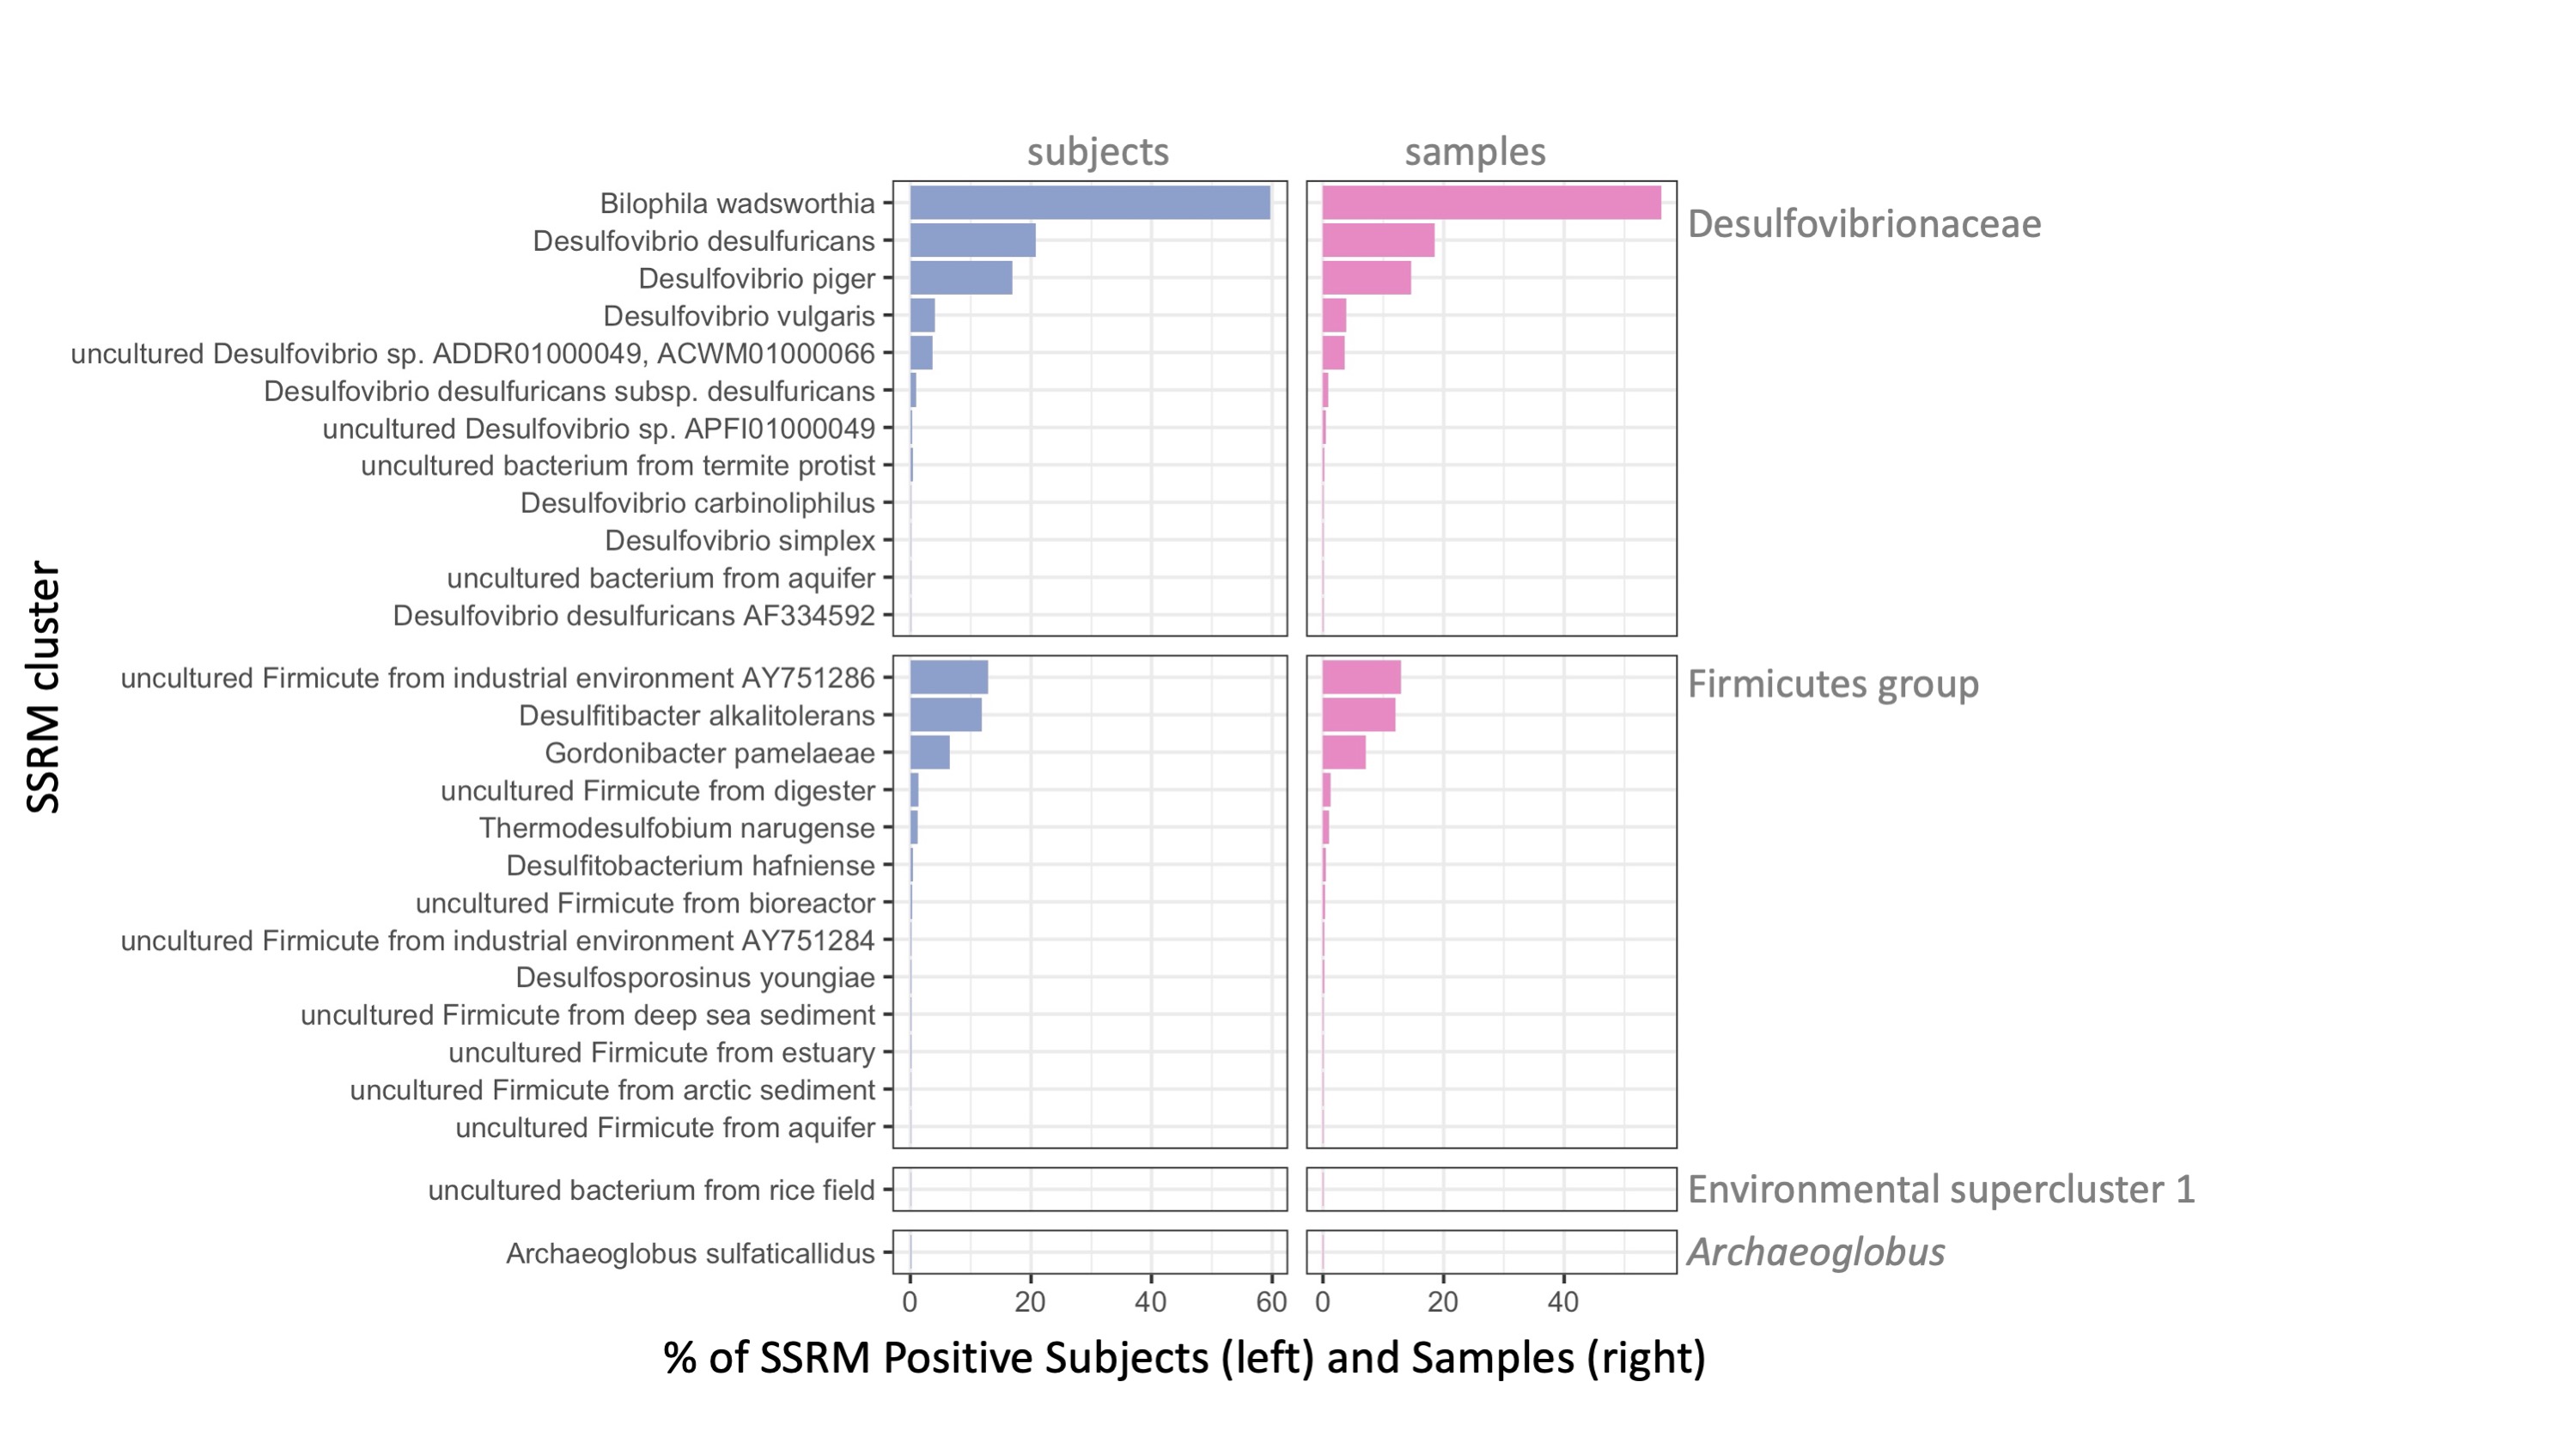 subjects samples
Bilophila wadsworthia
Desulfovibrionaceae
Desulfovibrio desulfuricans
Desulfovibrio piger
Desulfovibrio vulgaris
uncultured Desulfovibrio sp. ADDR01000049, ACWM01000066
Desulfovibrio desulfuricans subsp. desulfuricans
uncultured Desulfovibrio sp. APFI01000049
uncultured bacterium from termite protist
Desulfovibrio carbinoliphilus
Desulfovibrio simplex
uncultured bacterium from aquifer
Desulfovibrio desulfuricans AF334592
SSRM cluster
uncultured Firmicute from industrial environment AY751286
Firmicutes group
Desulfitibacter alkalitolerans
Gordonibacter pamelaeae
uncultured Firmicute from digester
Thermodesulfobium narugense
Desulfitobacterium hafniense
uncultured Firmicute from bioreactor
uncultured Firmicute from industrial environment AY751284
Desulfosporosinus youngiae
uncultured Firmicute from deep sea sediment
uncultured Firmicute from estuary
uncultured Firmicute from arctic sediment
uncultured Firmicute from aquifer
uncultured bacterium from rice field
Environmental supercluster 1
Archaeoglobus sulfaticallidus
Archaeoglobus
0 20 40 60 0 20 40
% of SSRM Positive Subjects (left) and Samples (right)